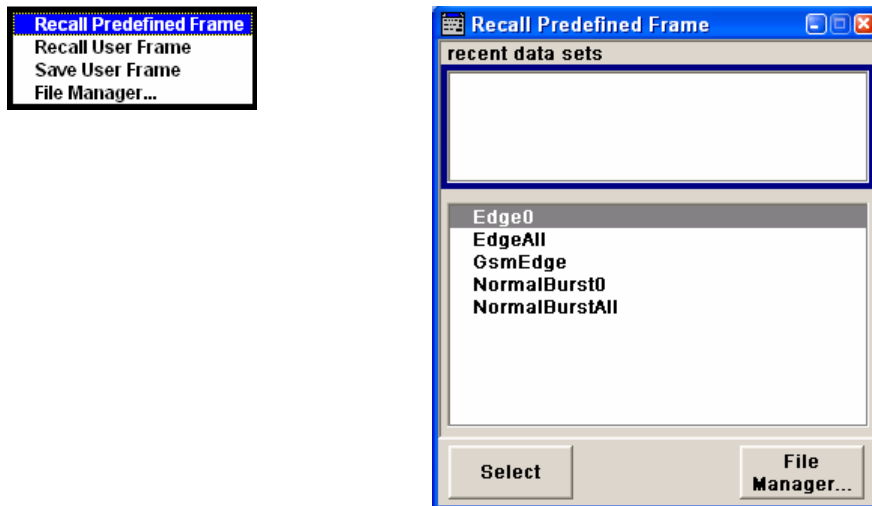 Recall Predefined Frame
Recall User Frame
Save User Frame
File Manager...
Recall Predefined Frame
recent data sets
Edge0
EdgeAll
GsmEdge
NormalBurst0
NormalBurstAll
Select
File
Manager...